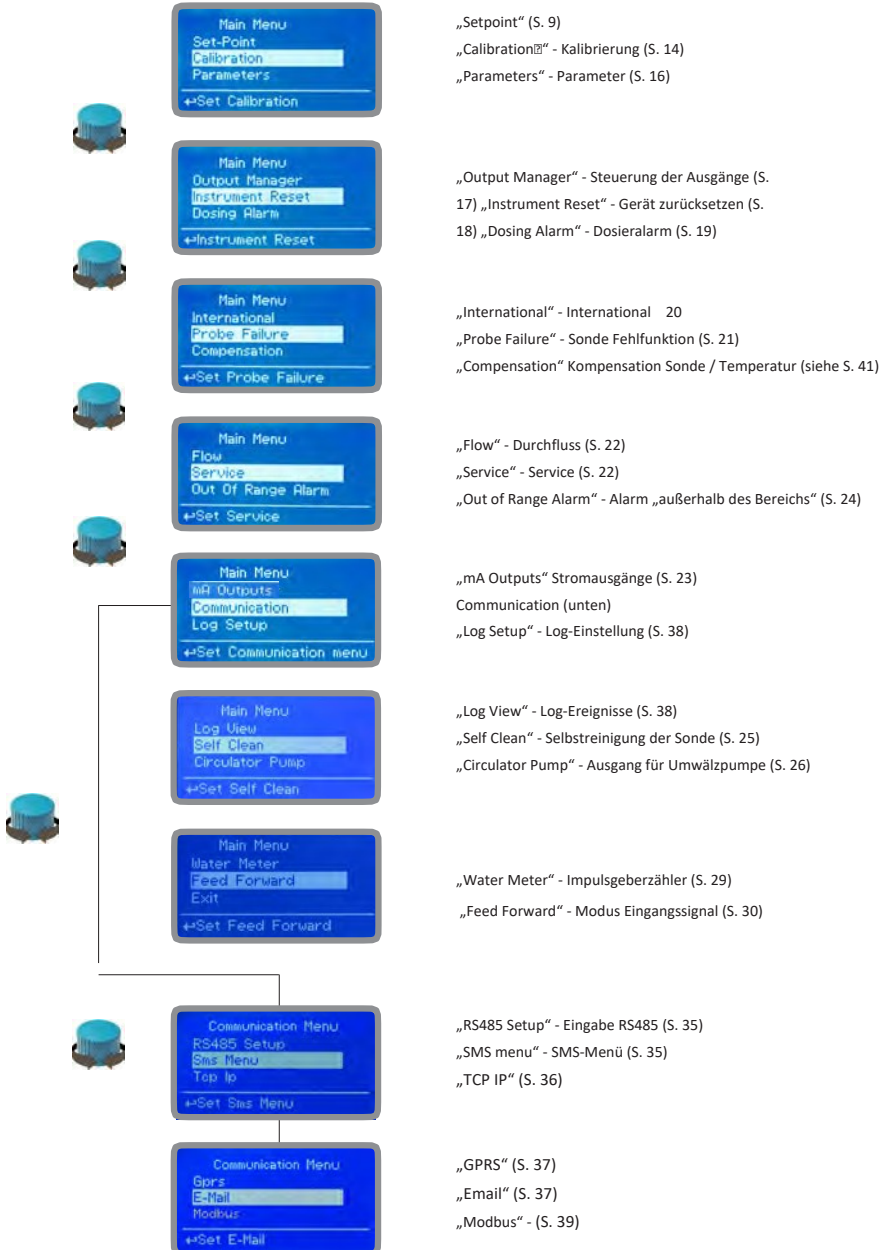 Main Menu
Set-Point
Calibration
Parameters
↵Set Calibration
„Setpoint“ (S. 9)
„Calibration⍰“ - Kalibrierung (S. 14)
„Parameters“ - Parameter (S. 16)
Main Menu
Output Manager
Instrument Reset
Dosing Alarm
↵Instrument Reset
„Output Manager“ - Steuerung der Ausgänge (S.
17) „Instrument Reset“ - Gerät zurücksetzen (S.
18) „Dosing Alarm“ - Dosieralarm (S. 19)
Main Menu
International
Probe Failure
Compensation
↵Set Probe Failure
„International“ - International 20
„Probe Failure“ - Sonde Fehlfunktion (S. 21)
„Compensation“ Kompensation Sonde / Temperatur (siehe S. 41)
Main Menu
Flow
Service
Out Of Range Alarm
↵Set Service
„Flow“ - Durchfluss (S. 22)
„Service“ - Service (S. 22)
„Out of Range Alarm“ - Alarm „außerhalb des Bereichs“ (S. 24)
Main Menu
mA Outputs
Communication
Log Setup
↵Set Communication menu
„mA Outputs“ Stromausgänge (S. 23)
Communication (unten)
„Log Setup“ - Log-Einstellung (S. 38)
Main Menu
Log View
Self Clean
Circulator Pump
↵Set Self Clean
„Log View“ - Log-Ereignisse (S. 38)
„Self Clean“ - Selbstreinigung der Sonde (S. 25)
„Circulator Pump“ - Ausgang für Umwälzpumpe (S. 26)
Main Menu
Water Meter
Feed Forward
Exit
↵Set Feed Forward
„Water Meter“ - Impulsgeberzähler (S. 29)
„Feed Forward“ - Modus Eingangssignal (S. 30)
Communication Menu
RS485 Setup
Sms Menu
Tcp Ip
↵Set Sms Menu
„RS485 Setup“ - Eingabe RS485 (S. 35)
„SMS menu“ - SMS-Menü (S. 35)
„TCP IP“ (S. 36)
Communication Menu
Gprs
E-Mail
Modbus
↵Set E-Mail
„GPRS“ (S. 37)
„Email“ (S. 37)
„Modbus“ - (S. 39)